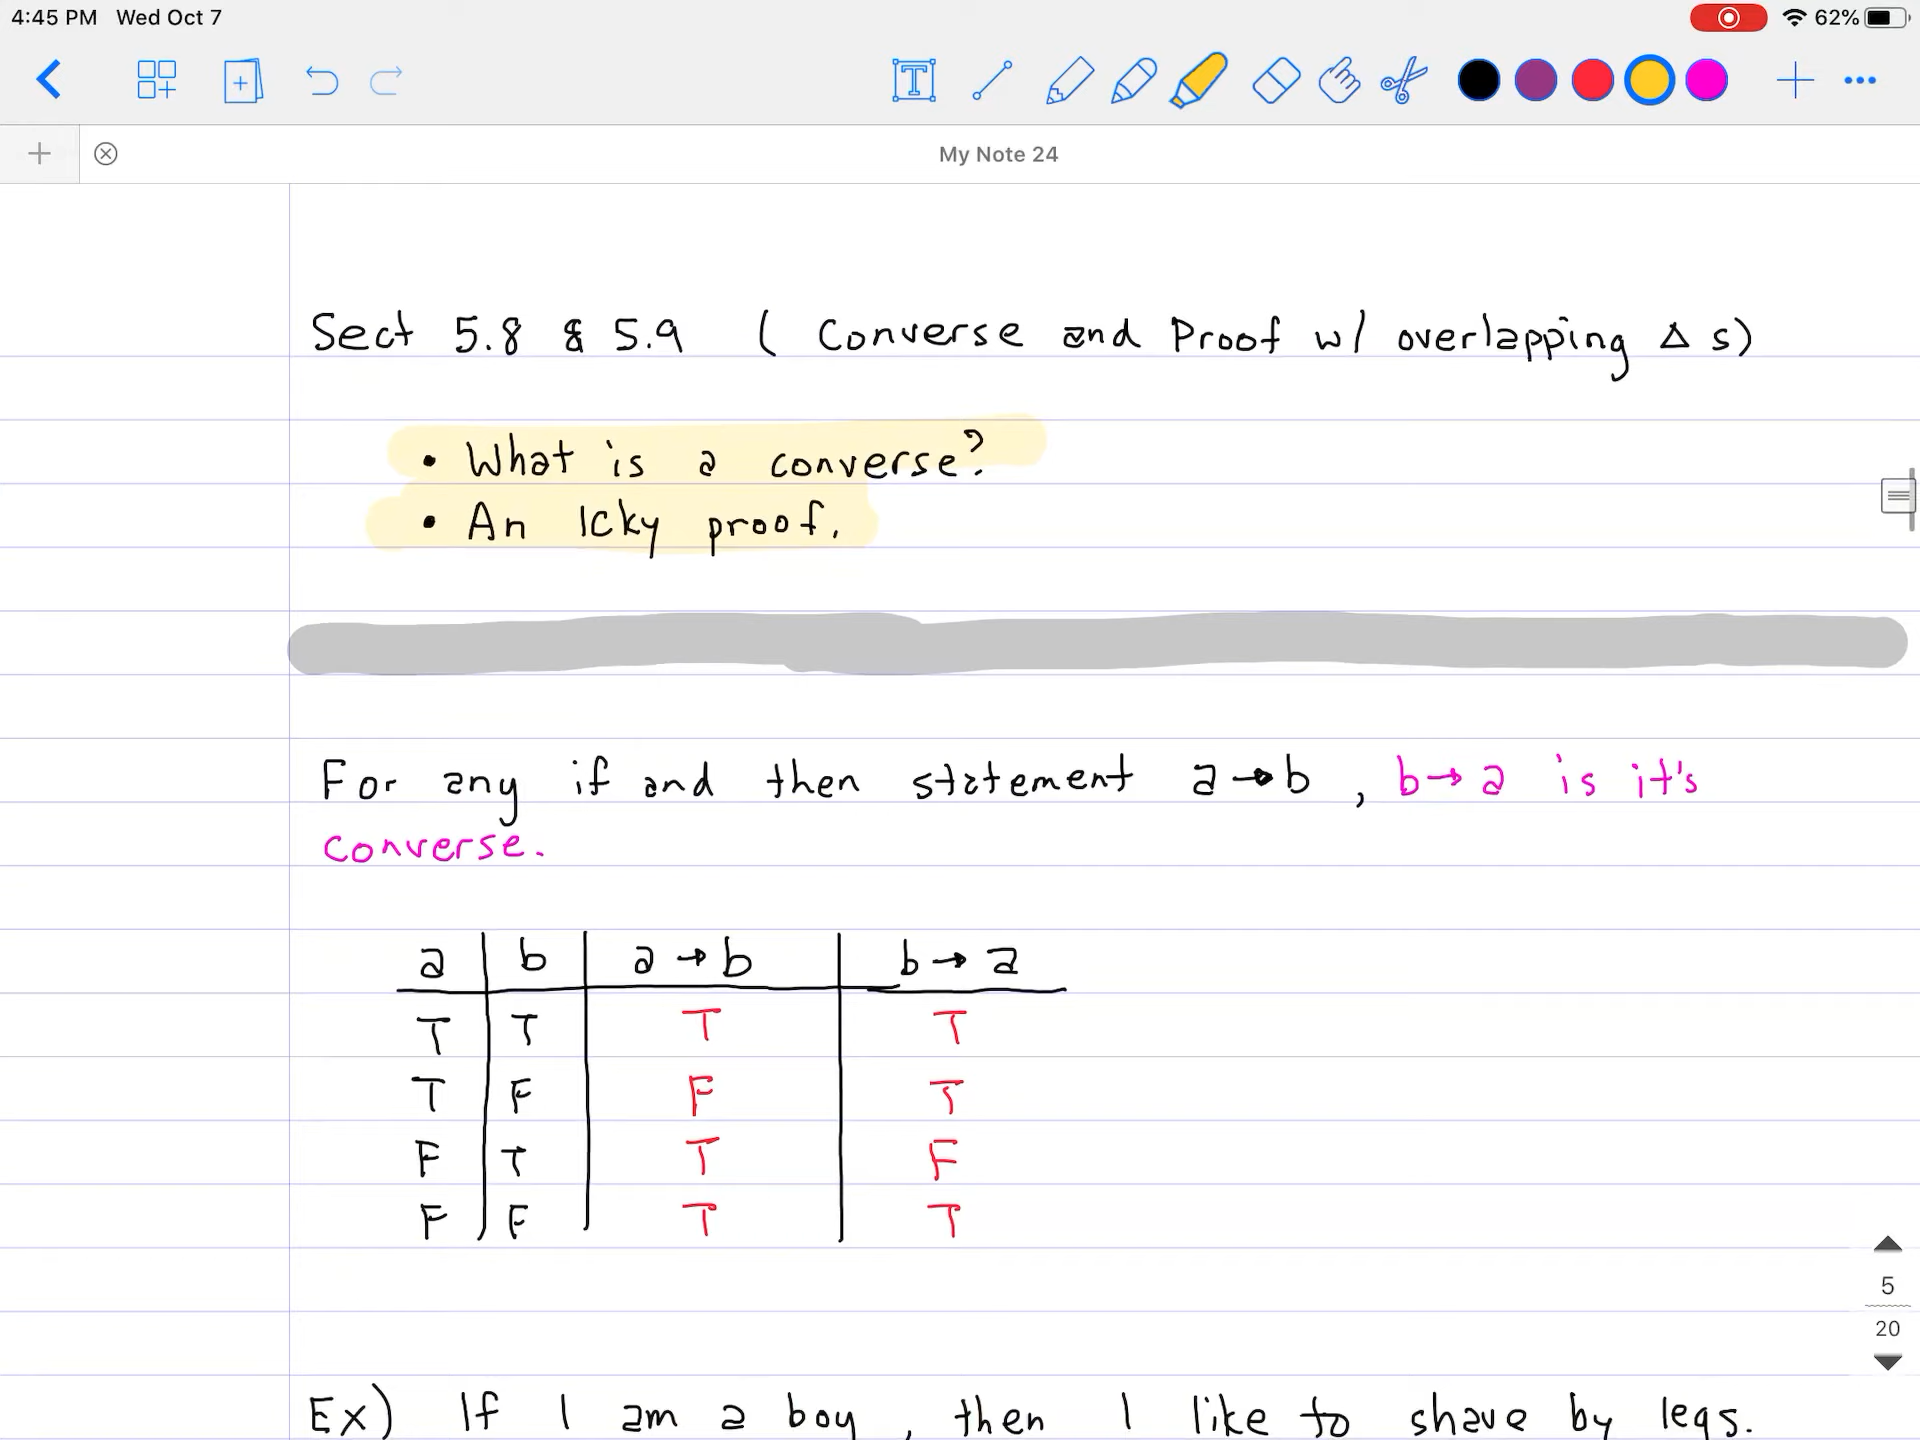 4:45 PM Wed Oct 7
62%
T
My Note 24
Sect 5.8 & 5.9 ( Converse and Proof w/ overlapping Δ s)
• What is a converse?
• An Icky proof.
For any if and then statement a→b , b→a is it's
converse.
a b a→b b→a
T T T T
T F F T
F T T F
F F T T
5
20
Ex) If I am a boy, then I like to shave by legs.